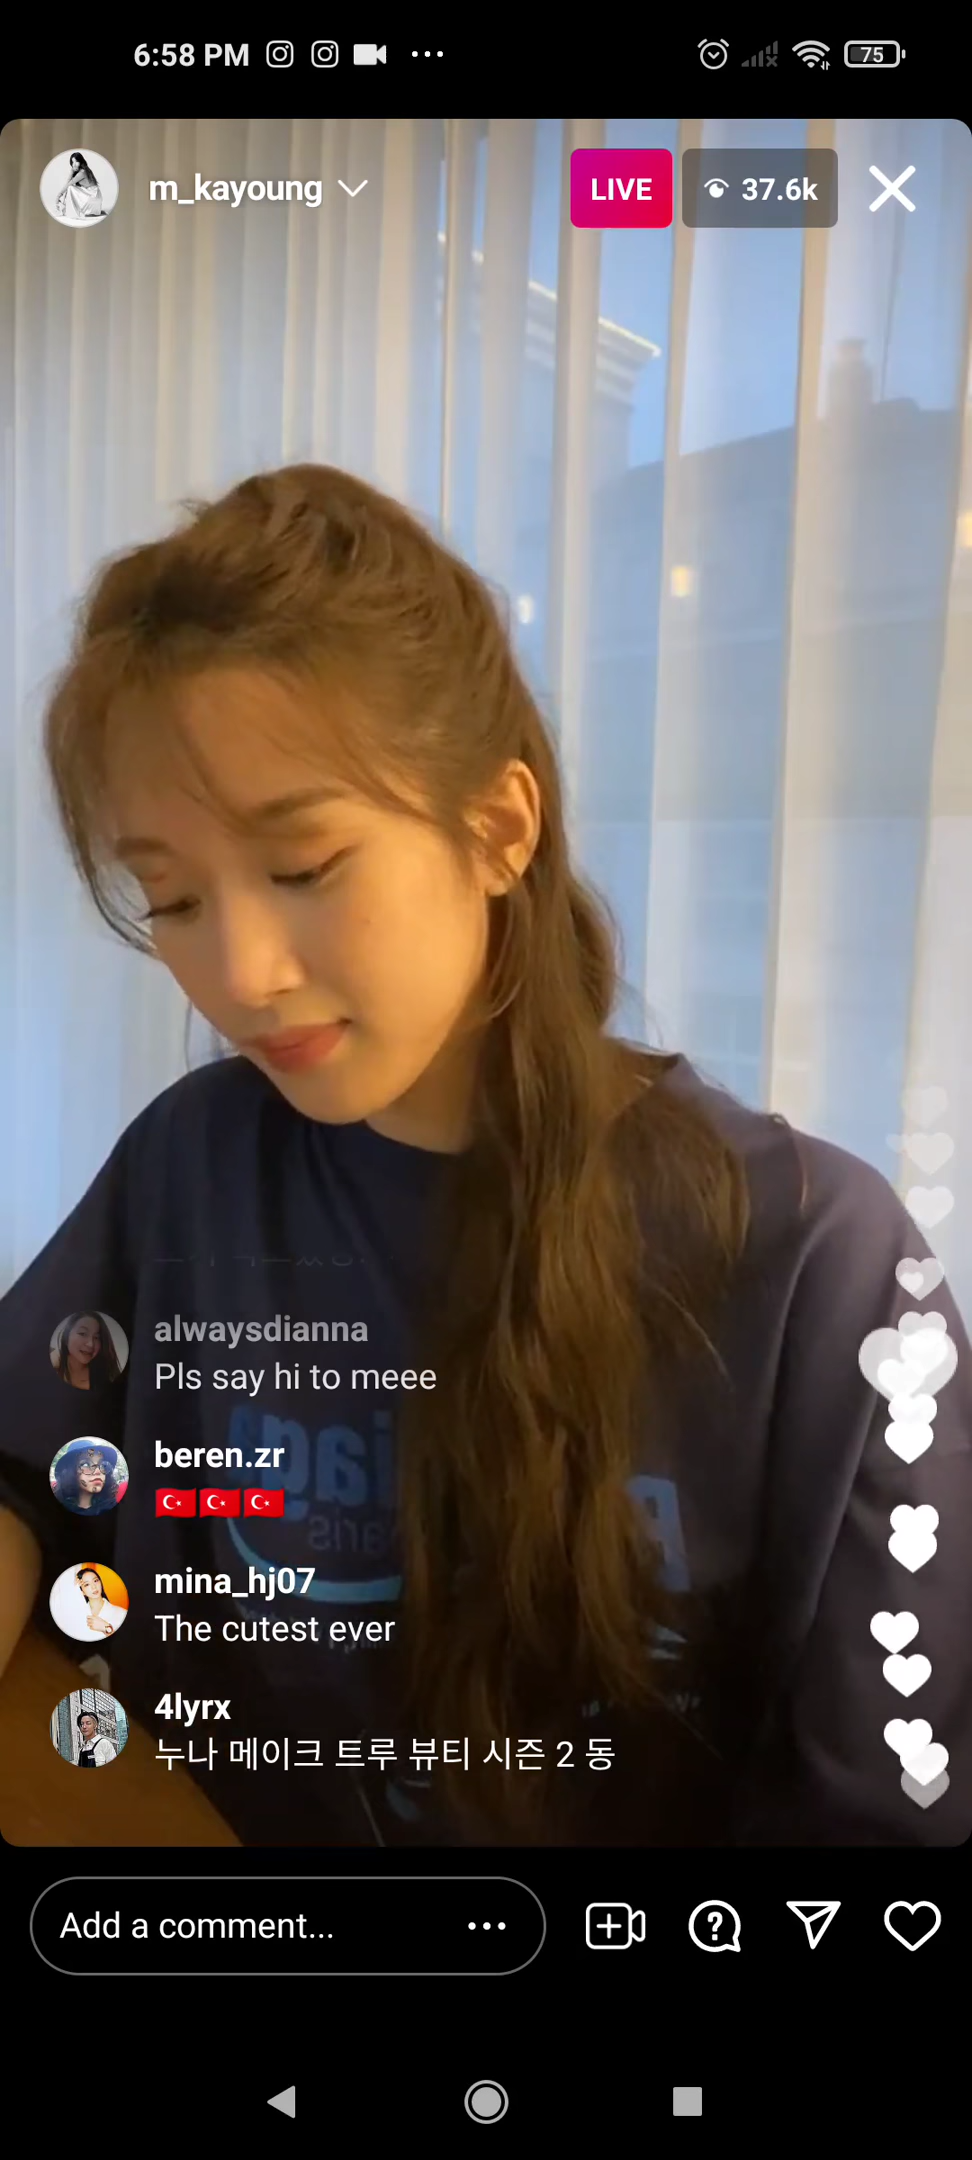 6:58 PM
75
m_kayoung
LIVE
37.6k
alwaysdianna
Pls say hi to meee
beren.zr
🇹🇷🇹🇷🇹🇷
mina_hj07
The cutest ever
4lyrx
누나 메이크 트루 뷰티 시즌 2 동
Add a comment...